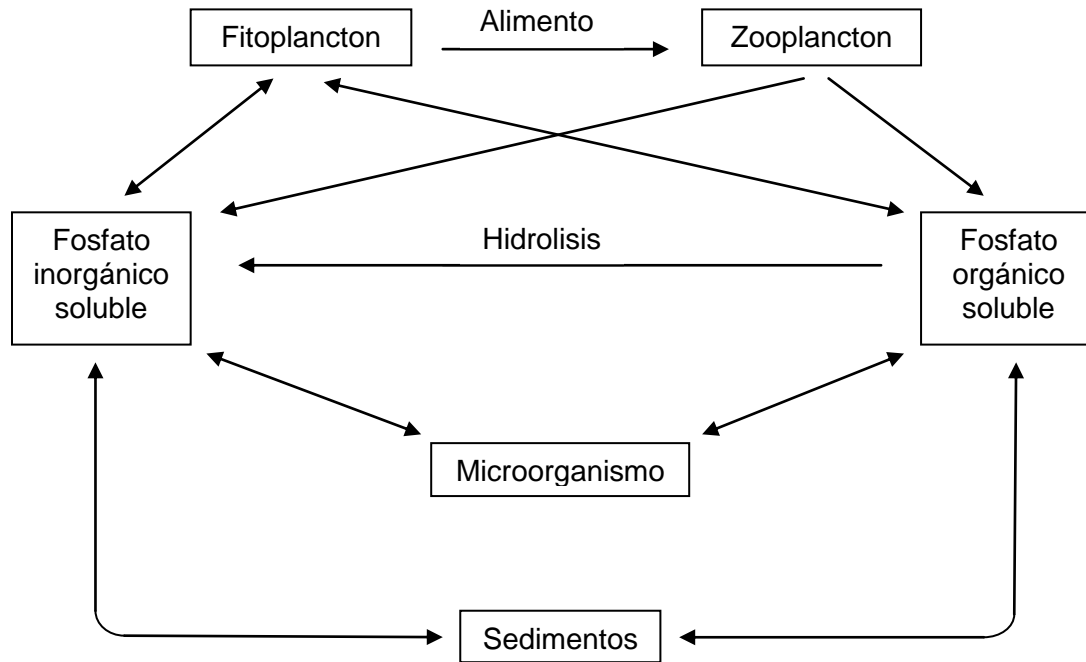 Fitoplancton
Alimento
Zooplancton
Fosfato
inorgánico
soluble
Hidrolisis
Fosfato
orgánico
soluble
Microorganismo
Sedimentos